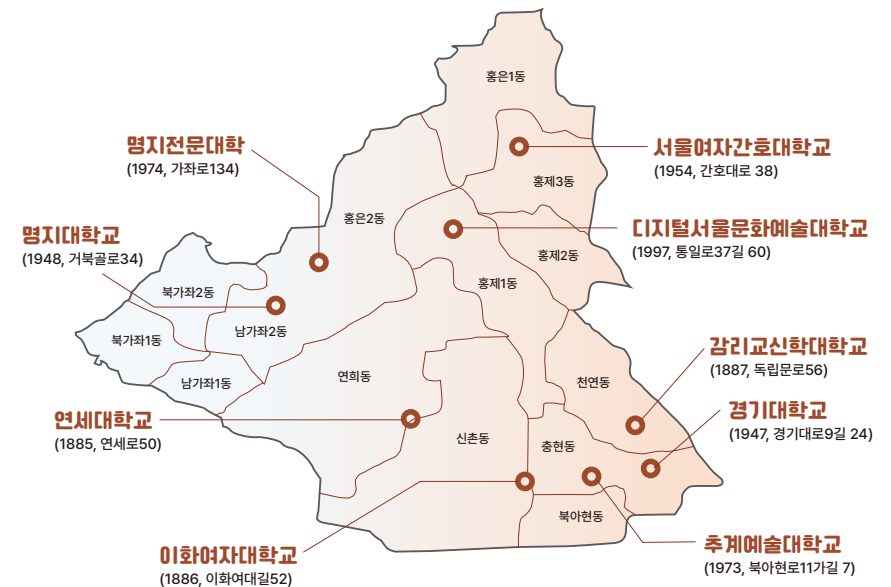 홍은1동
명지전문대학
(1974, 가좌로134)
서울여자간호대학교
(1954, 간호대로 38)
홍제3동
홍은2동
명지대학교
(1948, 거북골로34)
디지털서울문화예술대학교
(1997, 통일로37길 60)
홍제2동
홍제1동
북가좌2동
남가좌2동
북가좌1동
남가좌1동
연희동
감리교신학대학교
(1887, 독립문로56)
천연동
경기대학교
(1947, 경기대로9길 24)
연세대학교
(1885, 연세로50)
신촌동
충현동
북아현동
이화여자대학교
(1886, 이화여대길52)
추계예술대학교
(1973, 북아현로11가길 7)